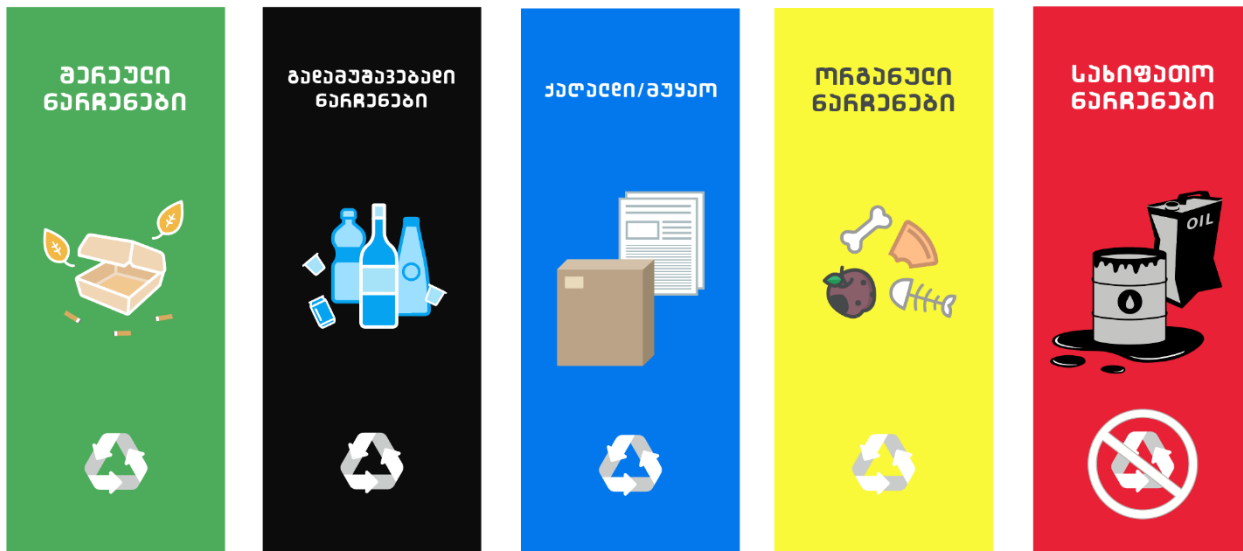 შერეული
ნარჩენები
გადამუშავებადი
ნარჩენები
ქაღალდი/მუყაო
ორგანული
ნარჩენები
სახიფათო
ნარჩენები
OIL